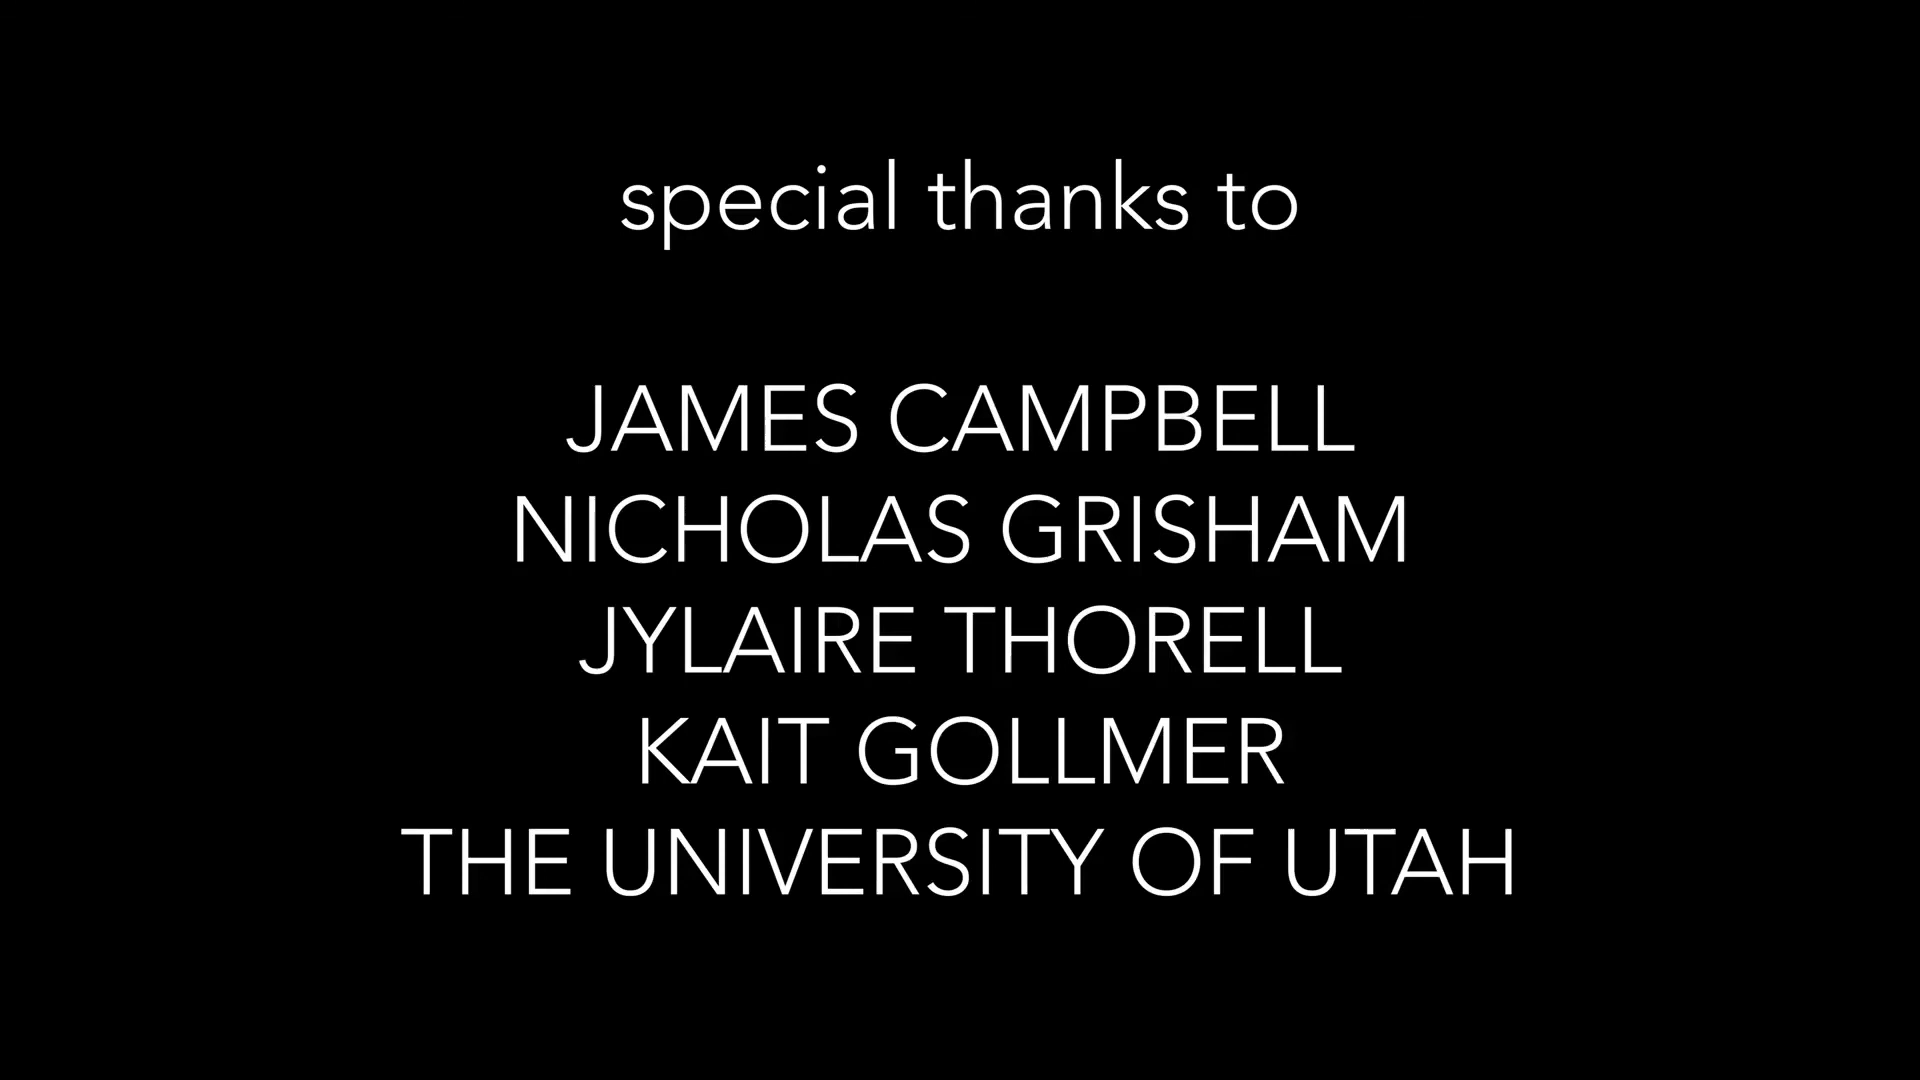 special thanks to
JAMES CAMPBELL
NICHOLAS GRISHAM
JYLAIRE THORELL
KAIT GOLLMER
THE UNIVERSITY OF UTAH